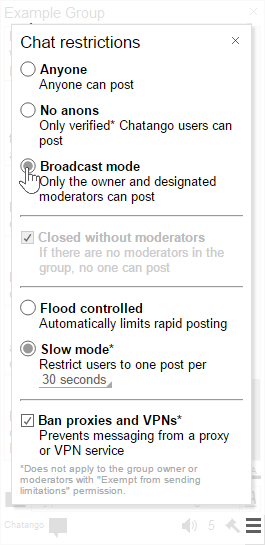 Example Group
Chat restrictions
Anyone
Anyone can post
No anons
Only verified* Chatango users can
post
Broadcast mode
Only the owner and designated
moderators can post
Closed without moderators
If there are no moderators in the
group, no one can post
Flood controlled
Automatically limits rapid posting
Slow mode*
Restrict users to one post per
30 seconds
Ban proxies and VPNs*
Prevents messaging from a proxy
or VPN service
*Does not apply to the group owner or
moderators with "Exempt from sending
limitations" permission.
Chatango
5